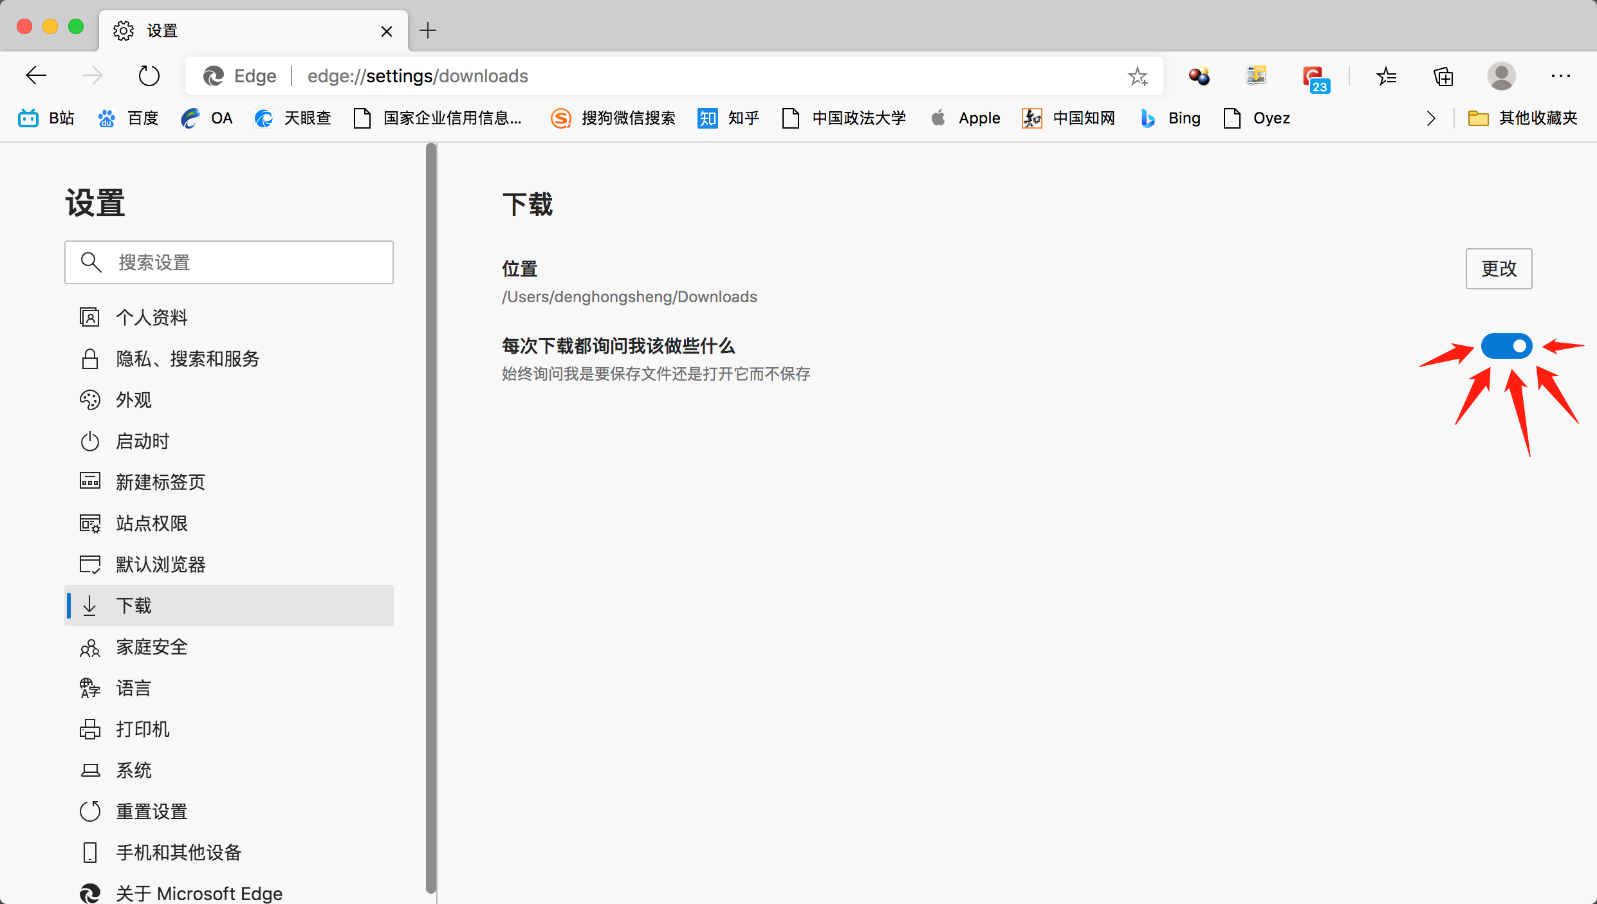 设置
Edge
edge://settings/downloads
23
B站
百度
OA
天眼查
国家企业信用信息...
搜狗微信搜索
知 知乎
中国政法大学
Apple
中国知网
Bing
Oyez
其他收藏夹
设置
搜索设置
个人资料
隐私、搜索和服务
外观
启动时
新建标签页
站点权限
默认浏览器
下载
家庭安全
语言
打印机
系统
重置设置
手机和其他设备
关于 Microsoft Edge
下载
位置
更改
/Users/denghongsheng/Downloads
每次下载都询问我该做些什么
始终询问我是要保存文件还是打开它而不保存